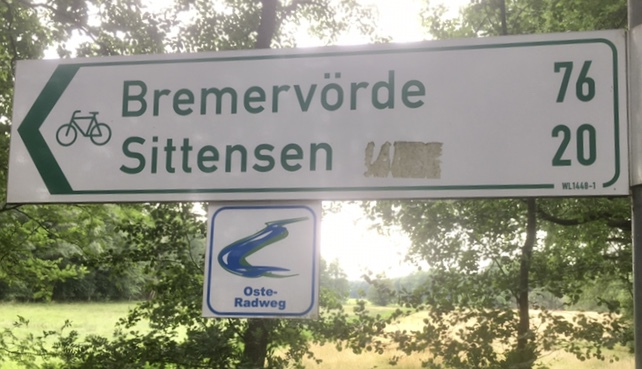 Bremervörde 76
Sittensen 20
WL1448-1
Oste-
Radweg